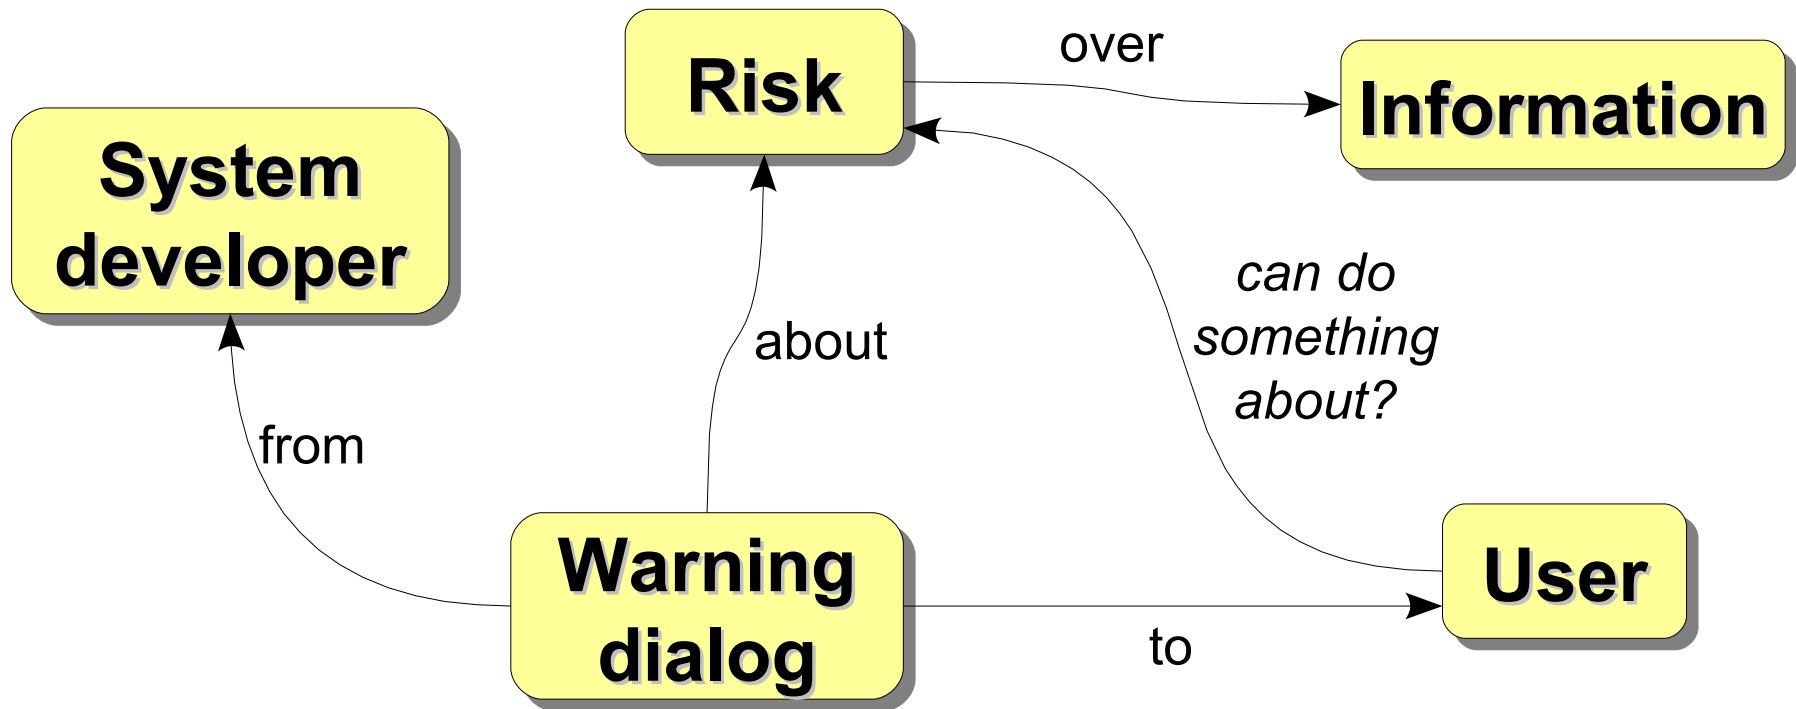 Risk
over
Information
System
developer
can do
something
about?
about
from
Warning
dialog
to
User